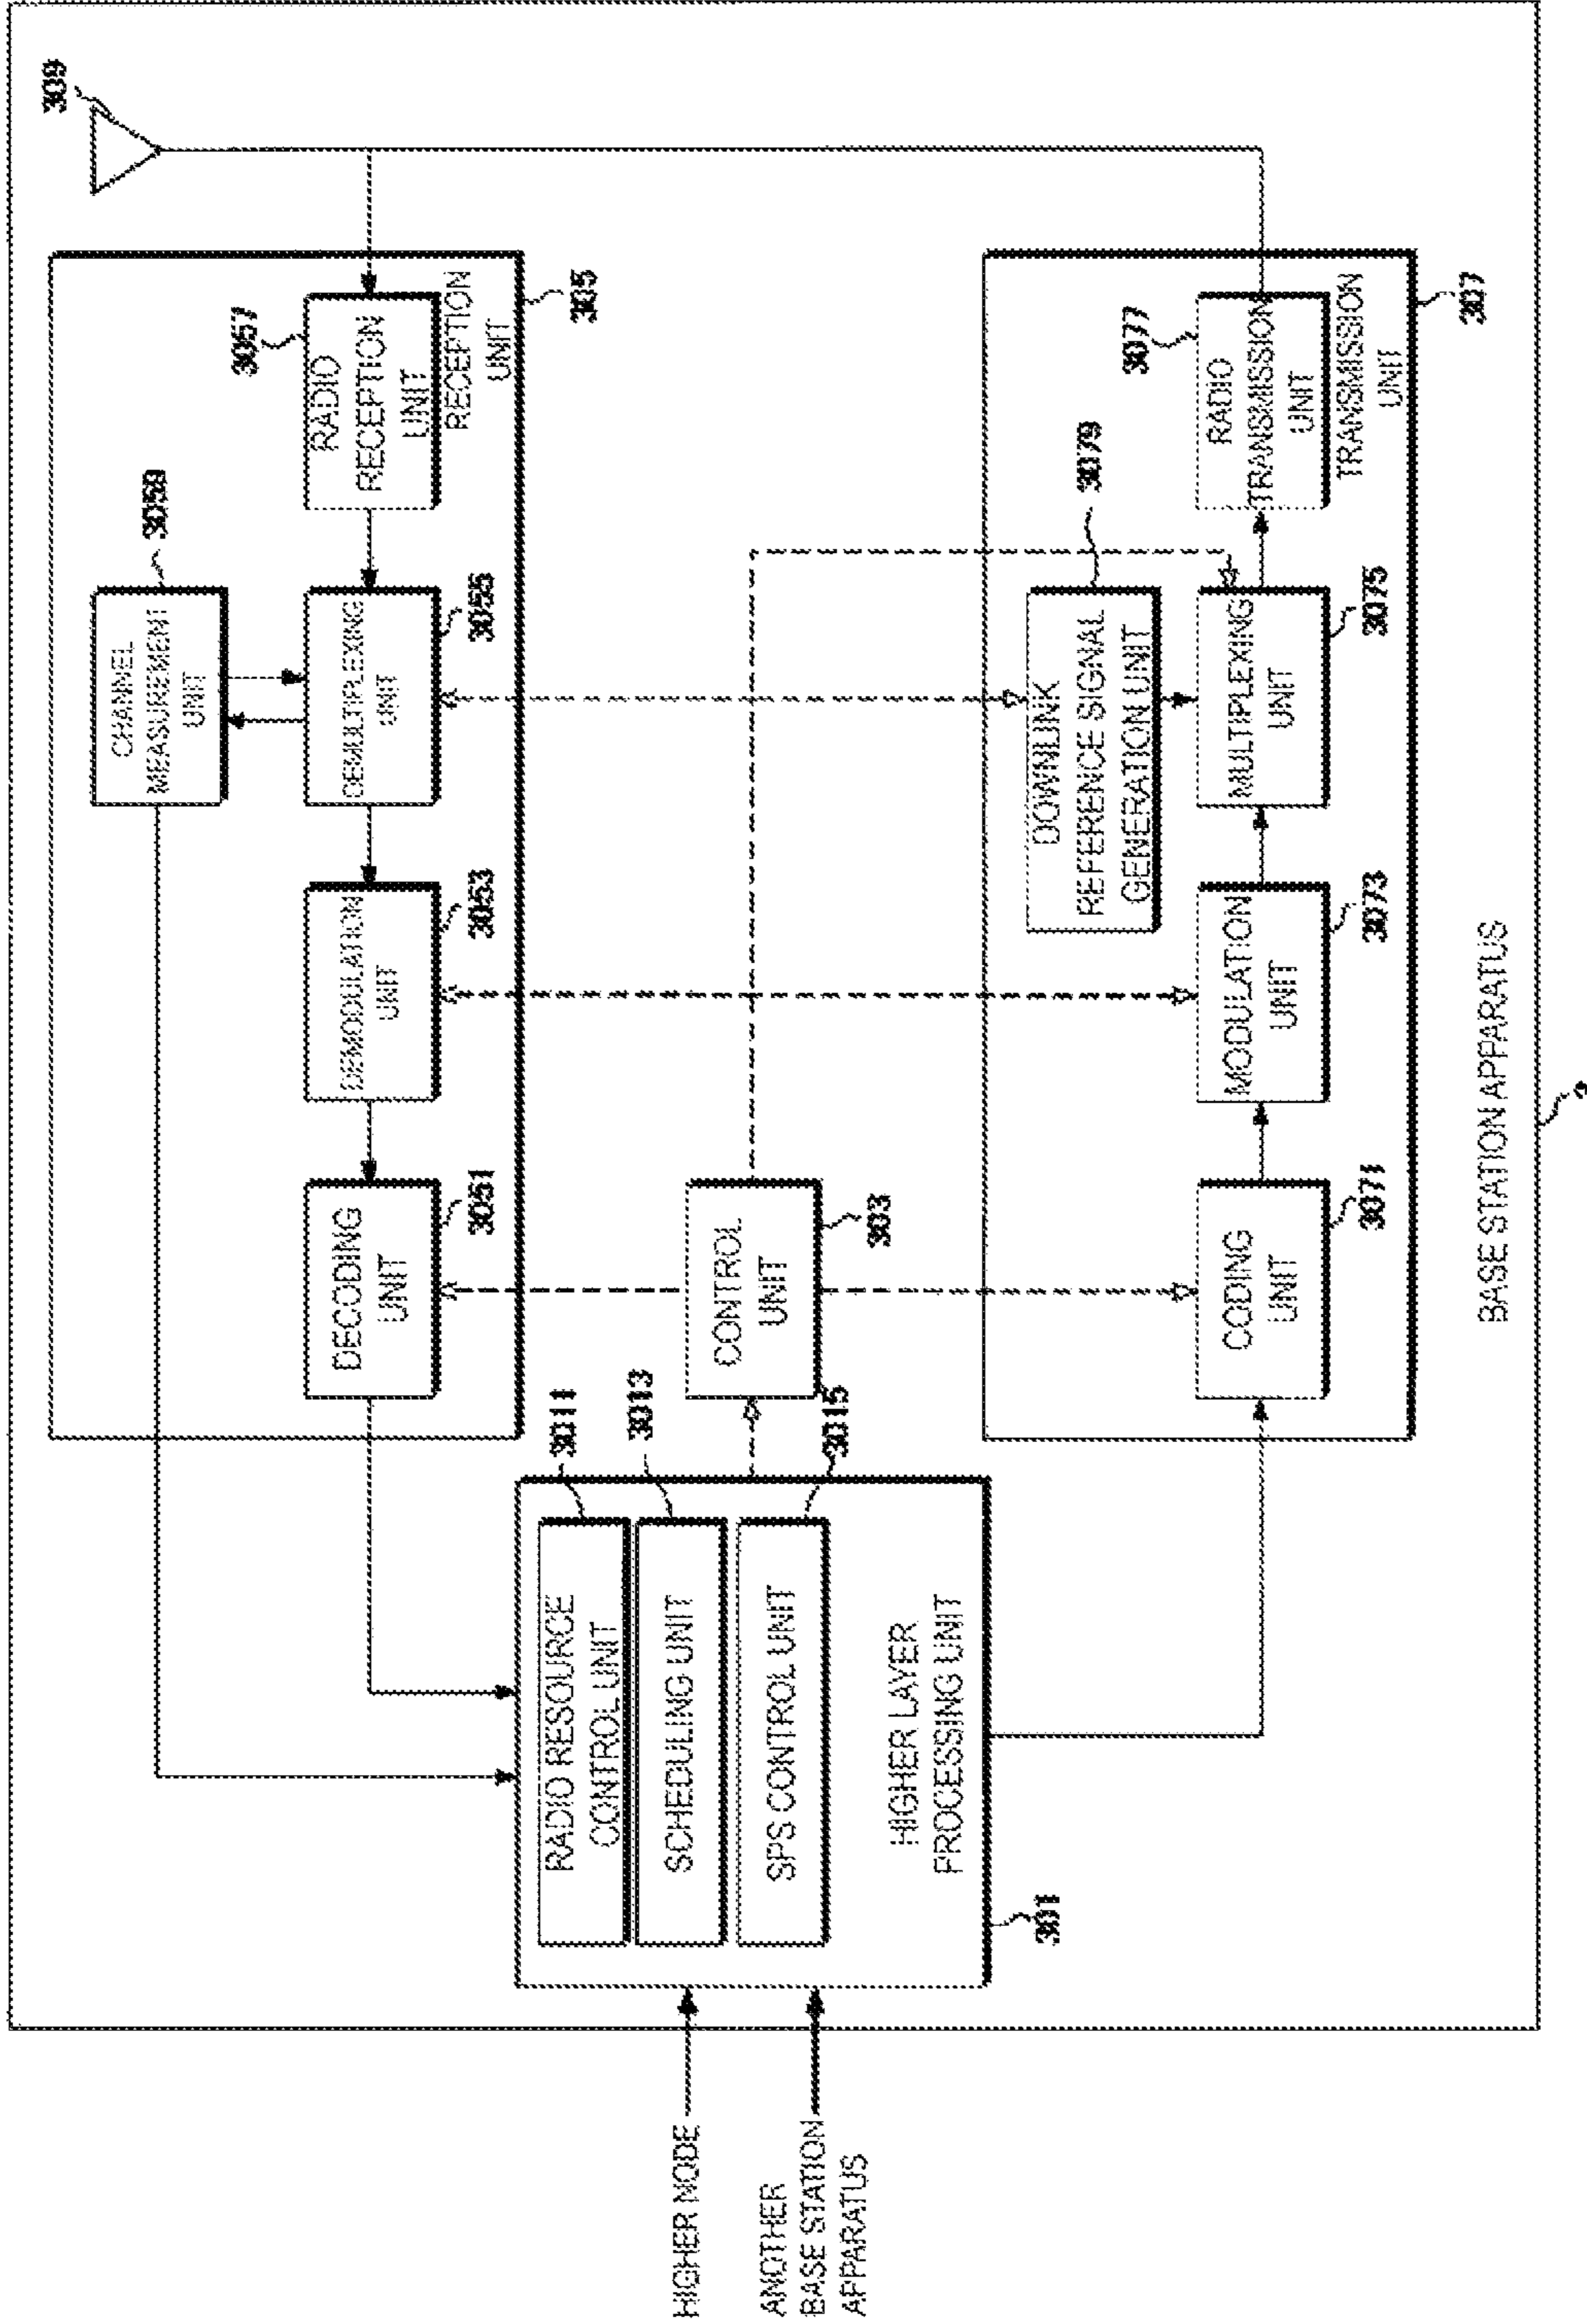 309
3059
CHANNEL
MEASUREMENT
UNIT
3051
DECODING
UNIT
3053
DEMODULATION
UNIT
3055
DEMULTIPLEXING
UNIT
3057
RADIO
RECEPTION
UNIT
RECEPTION
UNIT
305
HIGHER NODE
ANOTHER
BASE STATION
APPARATUS
3011
RADIO RESOURCE
CONTROL UNIT
3013
SCHEDULING UNIT
3015
SPS CONTROL UNIT
HIGHER LAYER
PROCESSING UNIT
301
CONTROL
UNIT
303
3079
DOWNLINK
REFERENCE SIGNAL
GENERATION UNIT
CODING
UNIT
3071
MODULATION
UNIT
3073
MULTIPLEXING
UNIT
3075
3077
RADIO
TRANSMISSION
UNIT
TRANSMISSION
UNIT
307
BASE STATION APPARATUS